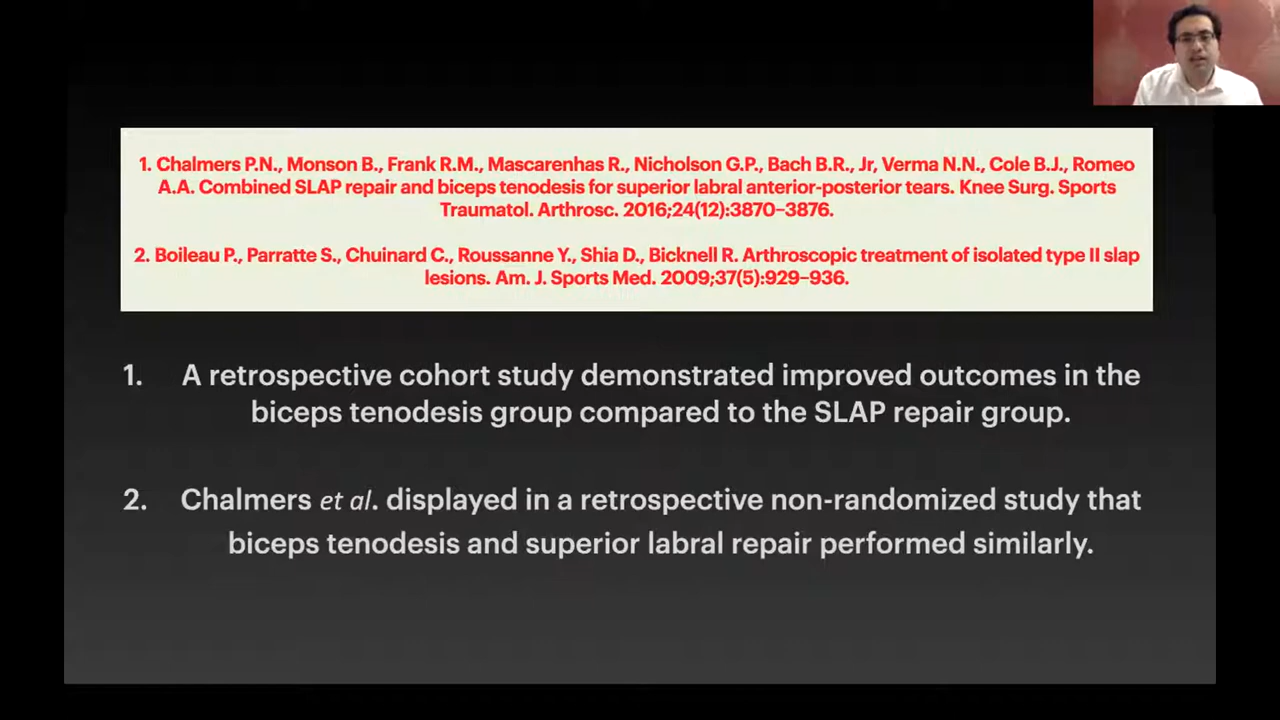 1. Chalmers P.N., Monson B., Frank R.M., Mascarenhas R., Nicholson G.P., Bach B.R., Jr, Verma N.N., Cole B.J., Romeo
A.A. Combined SLAP repair and biceps tenodesis for superior labral anterior-posterior tears. Knee Surg. Sports
Traumatol. Arthrosc. 2016;24(12):3870–3876.
2. Boileau P., Parratte S., Chuinard C., Roussanne Y., Shia D., Bicknell R. Arthroscopic treatment of isolated type II slap
lesions. Am. J. Sports Med. 2009;37(5):929–936.
1. A retrospective cohort study demonstrated improved outcomes in the
biceps tenodesis group compared to the SLAP repair group.
2. Chalmers et al. displayed in a retrospective non-randomized study that
biceps tenodesis and superior labral repair performed similarly.